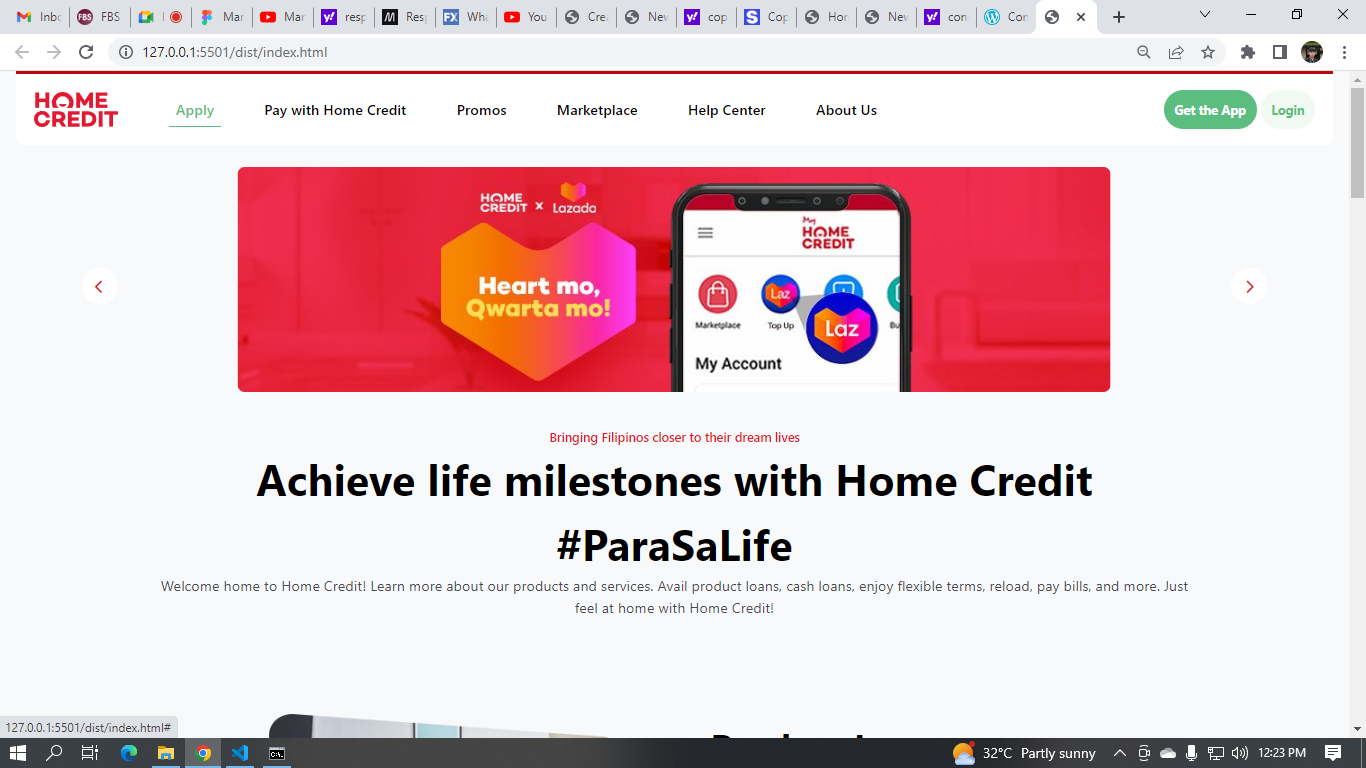 Inbo
FBS
Mar
Mar
resp
Resp
Wha
You
Crea
New
cop
Cop
Hor
New
con
Con
127.0.0.1:5501/dist/index.html
HOME CREDIT
Apply
Pay with Home Credit
Promos
Marketplace
Help Center
About Us
Get the App
Login
HOME CREDIT x Lazada
Heart mo,
Qwarta mo!
My
HOME
CREDIT
Laz
Marketplace
Top Up
Laz
Bu
My Account
Bringing Filipinos closer to their dream lives
Achieve life milestones with Home Credit
#ParaSaLife
Welcome home to Home Credit! Learn more about our products and services. Avail product loans, cash loans, enjoy flexible terms, reload, pay bills, and more. Just
feel at home with Home Credit!
127.0.0.1:5501/dist/index.html#
32°C Partly sunny
12:23 PM